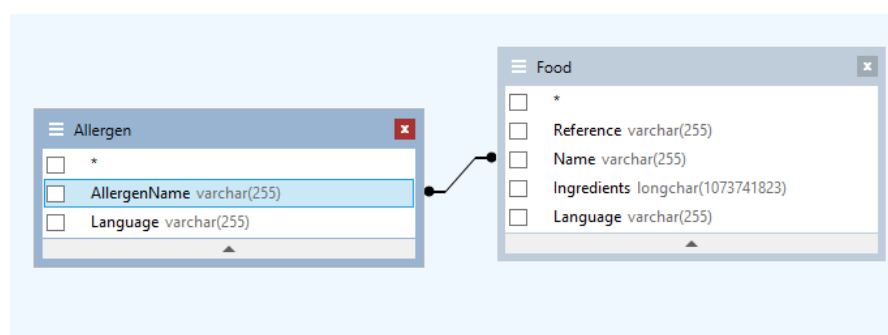 Allergen
*
AllergenName varchar(255)
Language varchar(255)
Food
*
Reference varchar(255)
Name varchar(255)
Ingredients longchar(1073741823)
Language varchar(255)